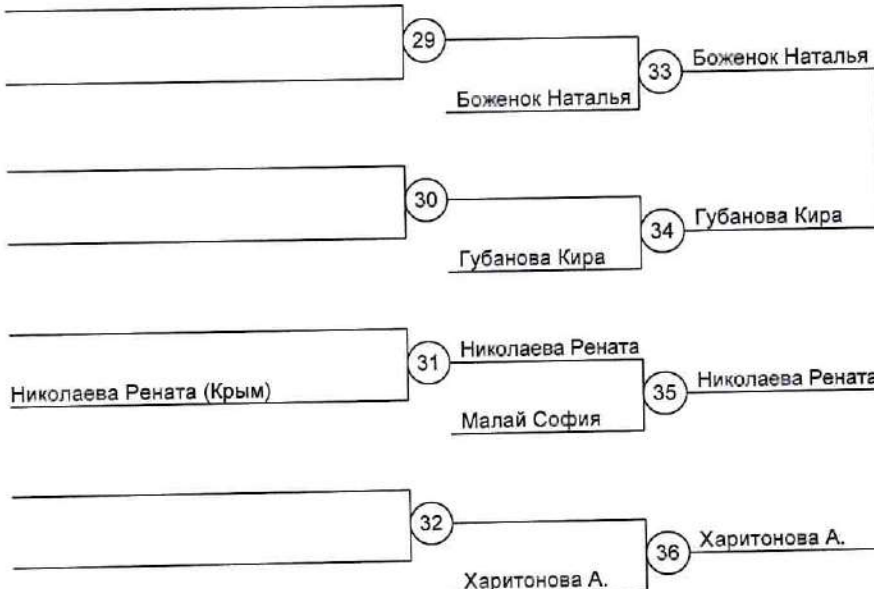 29
33
Боженок Наталья
Боженок Наталья
30
34
Губанова Кира
Губанова Кира
31
Николаева Рената
Николаева Рената (Крым)
35
Николаева Рената
Малай София
32
36
Харитонова А.
Харитонова А.